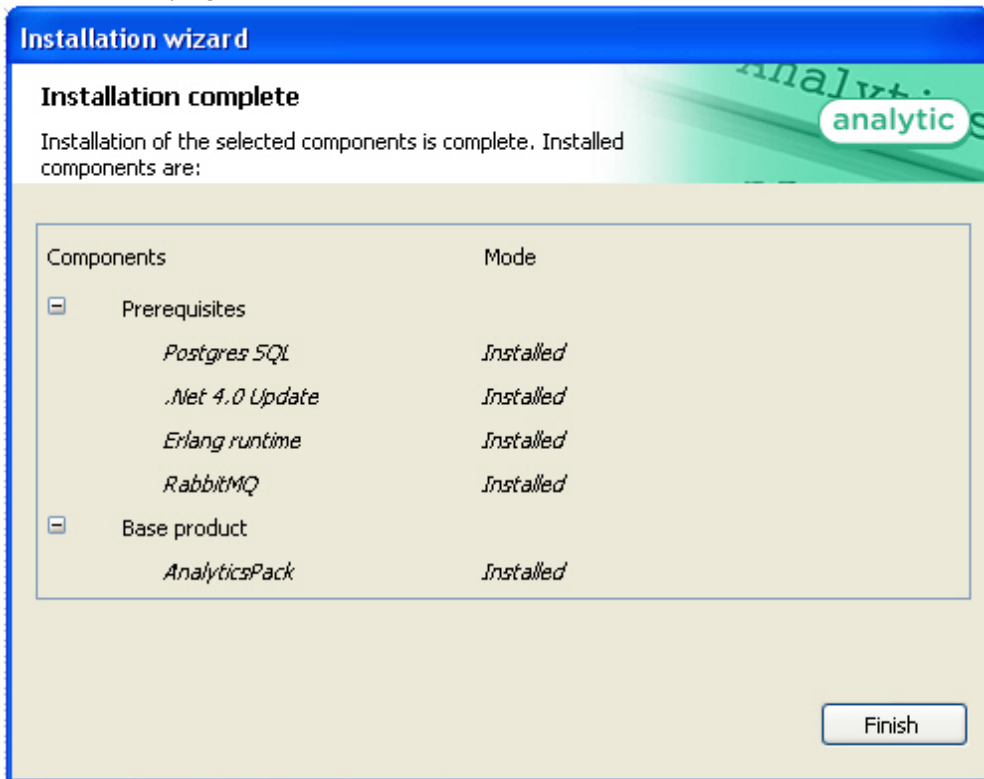 Installation wizard
Installation complete
Analytics
analytic
Installation of the selected components is complete. Installed
components are:
Components Mode
Prerequisites
Postgres SQL Installed
.Net 4.0 Update Installed
Erlang runtime Installed
RabbitMQ Installed
Base product
AnalyticsPack Installed
Finish